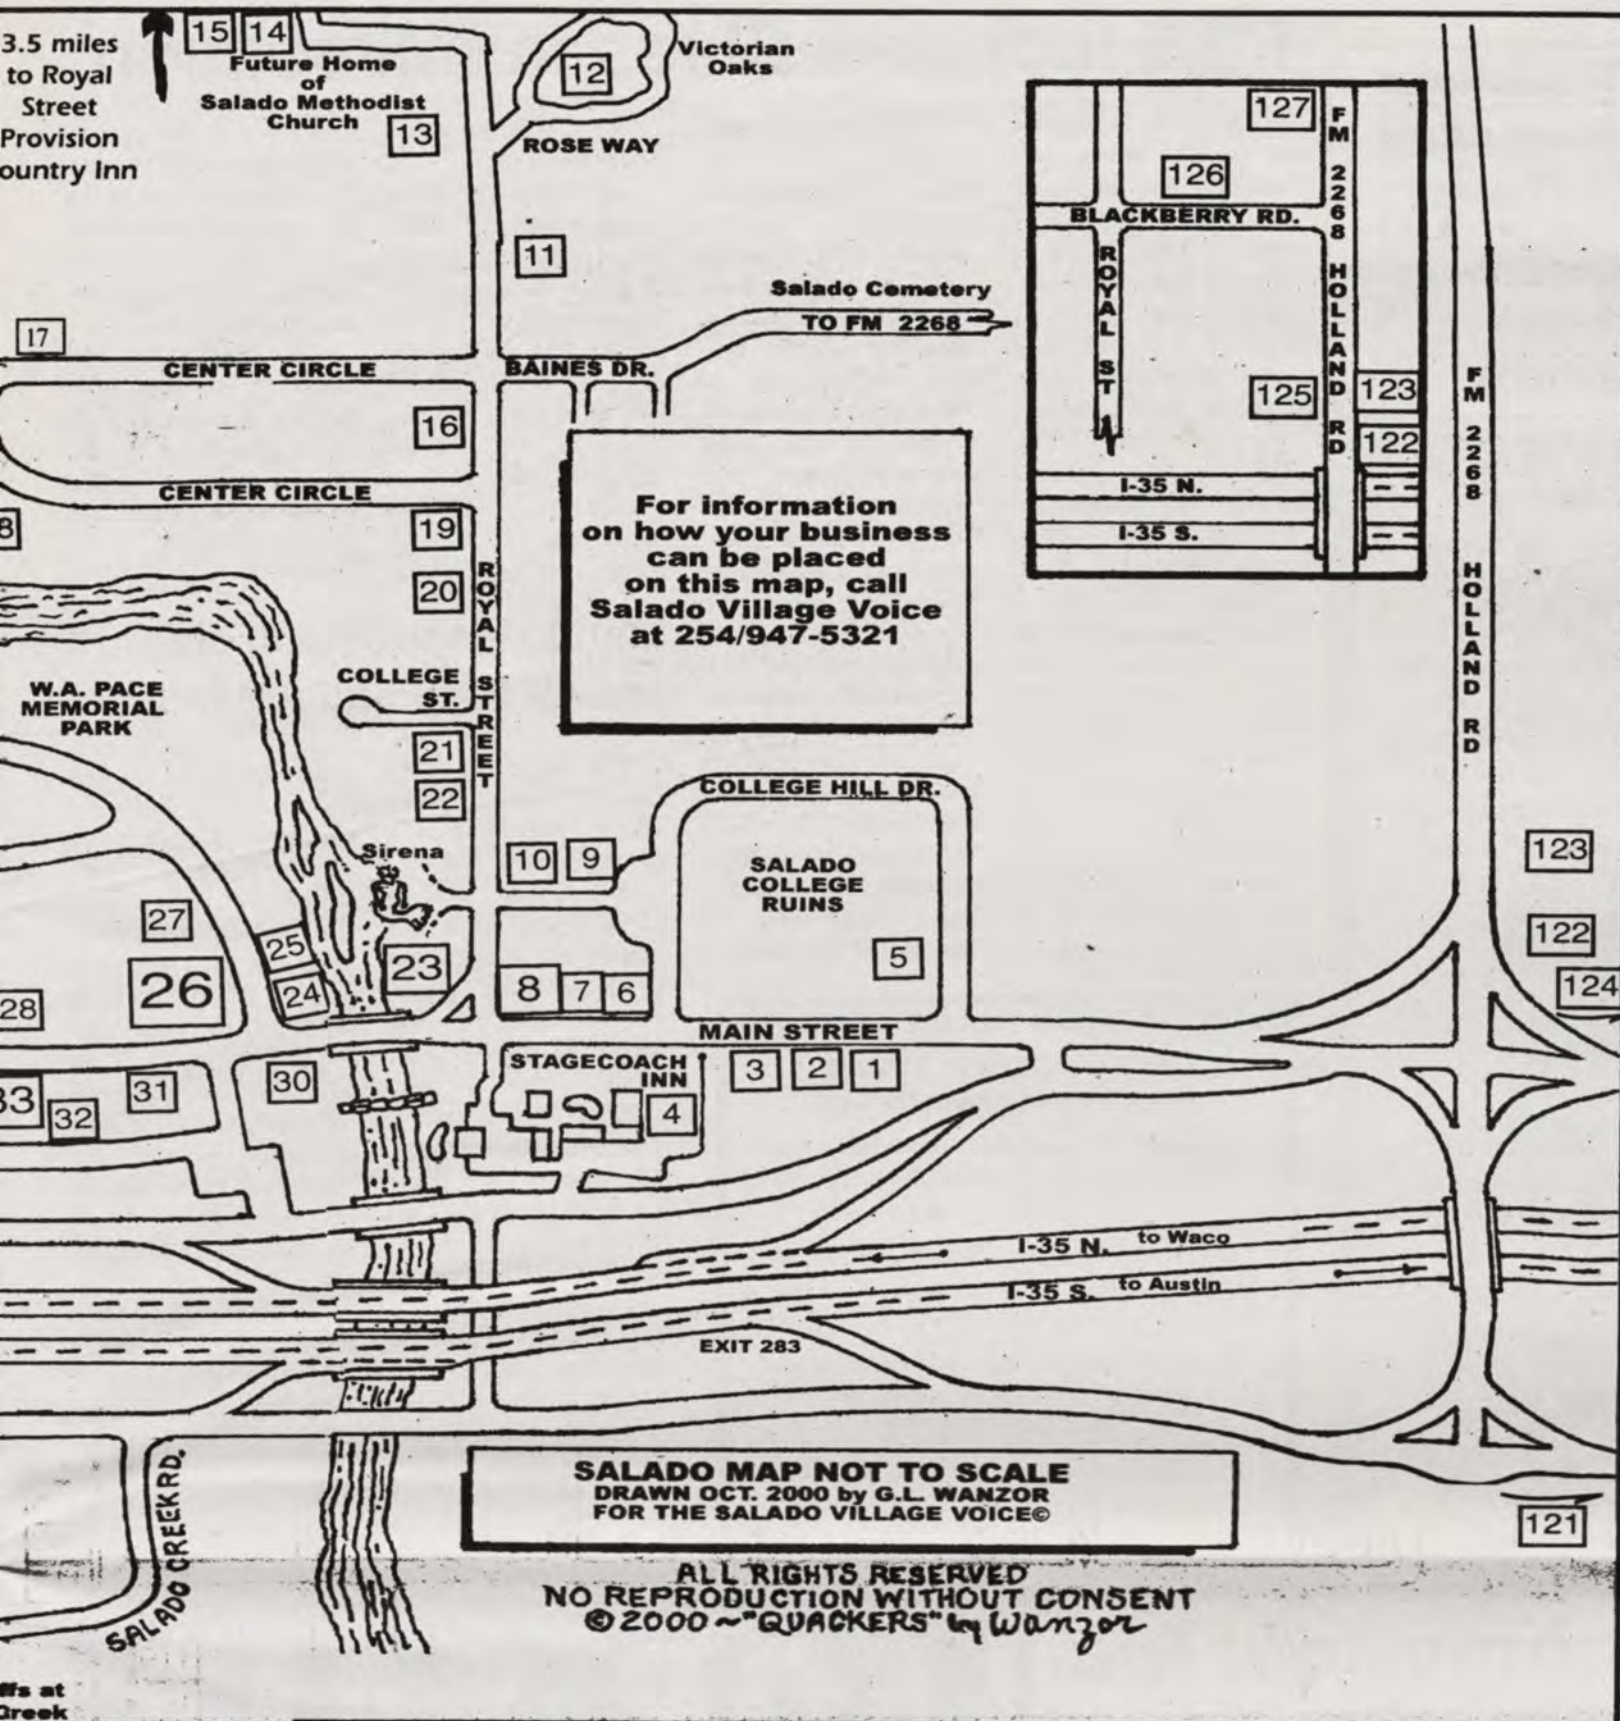 3.5 miles
to Royal
Street
Provision
ountry Inn
15
14
Future Home
of
Salado Methodist
Church
13
12
Victorian
Oaks
ROSE WAY
11
Salado Cemetery
TO FM 2268
17
CENTER CIRCLE
BAINES DR.
16
CENTER CIRCLE
8
19
20
ROYAL STREET
For information
on how your business
can be placed
on this map, call
Salado Village Voice
at 254/947-5321
127
126
BLACKBERRY RD.
ROYAL ST
FM 2268 HOLLAND RD
125
123
122
I-35 N.
I-35 S.
FM 2268 HOLLAND RD
W.A. PACE
MEMORIAL
PARK
COLLEGE
ST.
21
22
COLLEGE HILL DR.
Sirena
10
9
SALADO
COLLEGE
RUINS
5
123
122
124
27
25
24
26
23
8
7
6
28
MAIN STREET
STAGECOACH
INN
3
2
1
4
30
31
32
33
I-35 N.
to Waco
I-35 S.
to Austin
EXIT 283
SALADO CREEK RD.
SALADO MAP NOT TO SCALE
DRAWN OCT. 2000 by G.L. WANZOR
FOR THE SALADO VILLAGE VOICE©
121
ALL RIGHTS RESERVED
NO REPRODUCTION WITHOUT CONSENT
©2000~"QUACKERS" by Wanzor
ffs at
Creek